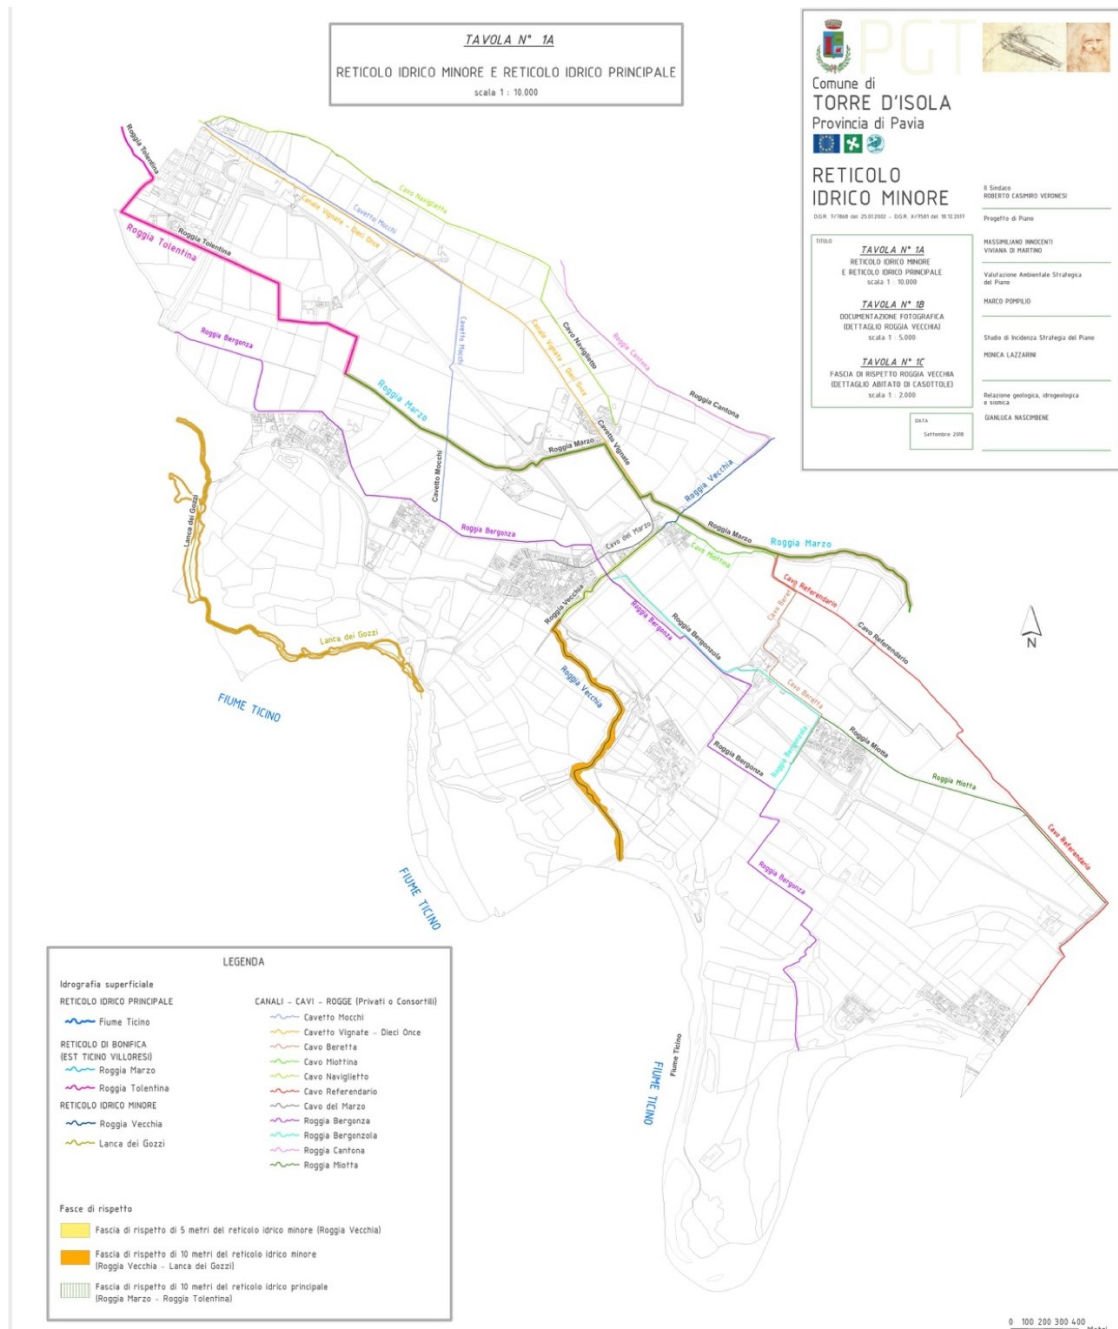 TAVOLA N° 1A
RETICOLO IDRICO MINORE E RETICOLO IDRICO PRINCIPALE
scala 1 : 10.000
PGT
Comune di
TORRE D'ISOLA
Provincia di Pavia
RETICOLO
IDRICO MINORE
Il Sindaco
ROBERTO CASIMIRO VERONESI
Progetto di Piano
MASSIMILIANO INNOCENTI
VIVIANA DI MARTINO
Valutazione Ambientale Strategica
del Piano
MARCO POMPILIO
Studio di Incidenza Strategia del Piano
MONICA LAZZARINI
Relazione geologica, idrogeologica
e sismica
GIANLUCA NASCIMBENE
TITOLO
TAVOLA N° 1A
RETICOLO IDRICO MINORE
E RETICOLO IDRICO PRINCIPALE
scala 1 : 10.000
TAVOLA N° 1B
DOCUMENTAZIONE FOTOGRAFICA
(DETTAGLIO ROGGIA VECCHIA)
scala 1 : 5.000
TAVOLA N° 1C
FASCIA DI RISPETTO ROGGIA VECCHIA
(DETTAGLIO ABITATO DI CASOTTOLE)
scala 1 : 2.000
DATA
Settembre 2018
Roggia Tolentina
Roggia Tolentina
Roggia Tolentina
Cavo Naviglietto
Cavetto Mocchi
Canale Vignate - Dieci Once
Roggia Bergonza
Cavetto Mocchi
Canale Vignate - Dieci Once
Cavo Naviglietto
Roggia Cantona
Roggia Cantona
Roggia Marzo
Roggia Marzo
Cavetto Vignate
Cavetto Mocchi
Roggia Vecchia
Lanca dei Gozzi
Roggia Bergonza
Cavo del Marzo
Cavo Miottina
Roggia Marzo
Roggia Marzo
Roggia Vecchia
Cavo Referendario
Cavo Beretta
Cavo Referendario
Roggia Bergonza
Roggia Bergonzola
Lanca dei Gozzi
Roggia Vecchia
Cavo Beretta
FIUME TICINO
Roggia Bergonza
Roggia Bergonzola
Roggia Miotta
Roggia Miotta
Cavo Referendario
FIUME TICINO
Roggia Bergonza
Fiume Ticino
FIUME TICINO
N
LEGENDA
Idrografia superficiale
RETICOLO IDRICO PRINCIPALE
Fiume Ticino
RETICOLO DI BONIFICA
(EST TICINO VILLORESI)
Roggia Marzo
Roggia Tolentina
RETICOLO IDRICO MINORE
Roggia Vecchia
Lanca dei Gozzi
CANALI - CAVI - ROGGE (Privati o Consortili)
Cavetto Mocchi
Cavetto Vignate - Dieci Once
Cavo Beretta
Cavo Miottina
Cavo Naviglietto
Cavo Referendario
Cavo del Marzo
Roggia Bergonza
Roggia Bergonzola
Roggia Cantona
Roggia Miotta
Fasce di rispetto
Fascia di rispetto di 5 metri del reticolo idrico minore (Roggia Vecchia)
Fascia di rispetto di 10 metri del reticolo idrico minore
(Roggia Vecchia - Lanca dei Gozzi)
Fascia di rispetto di 10 metri del reticolo idrico principale
(Roggia Marzo - Roggia Tolentina)
0 100 200 300 400